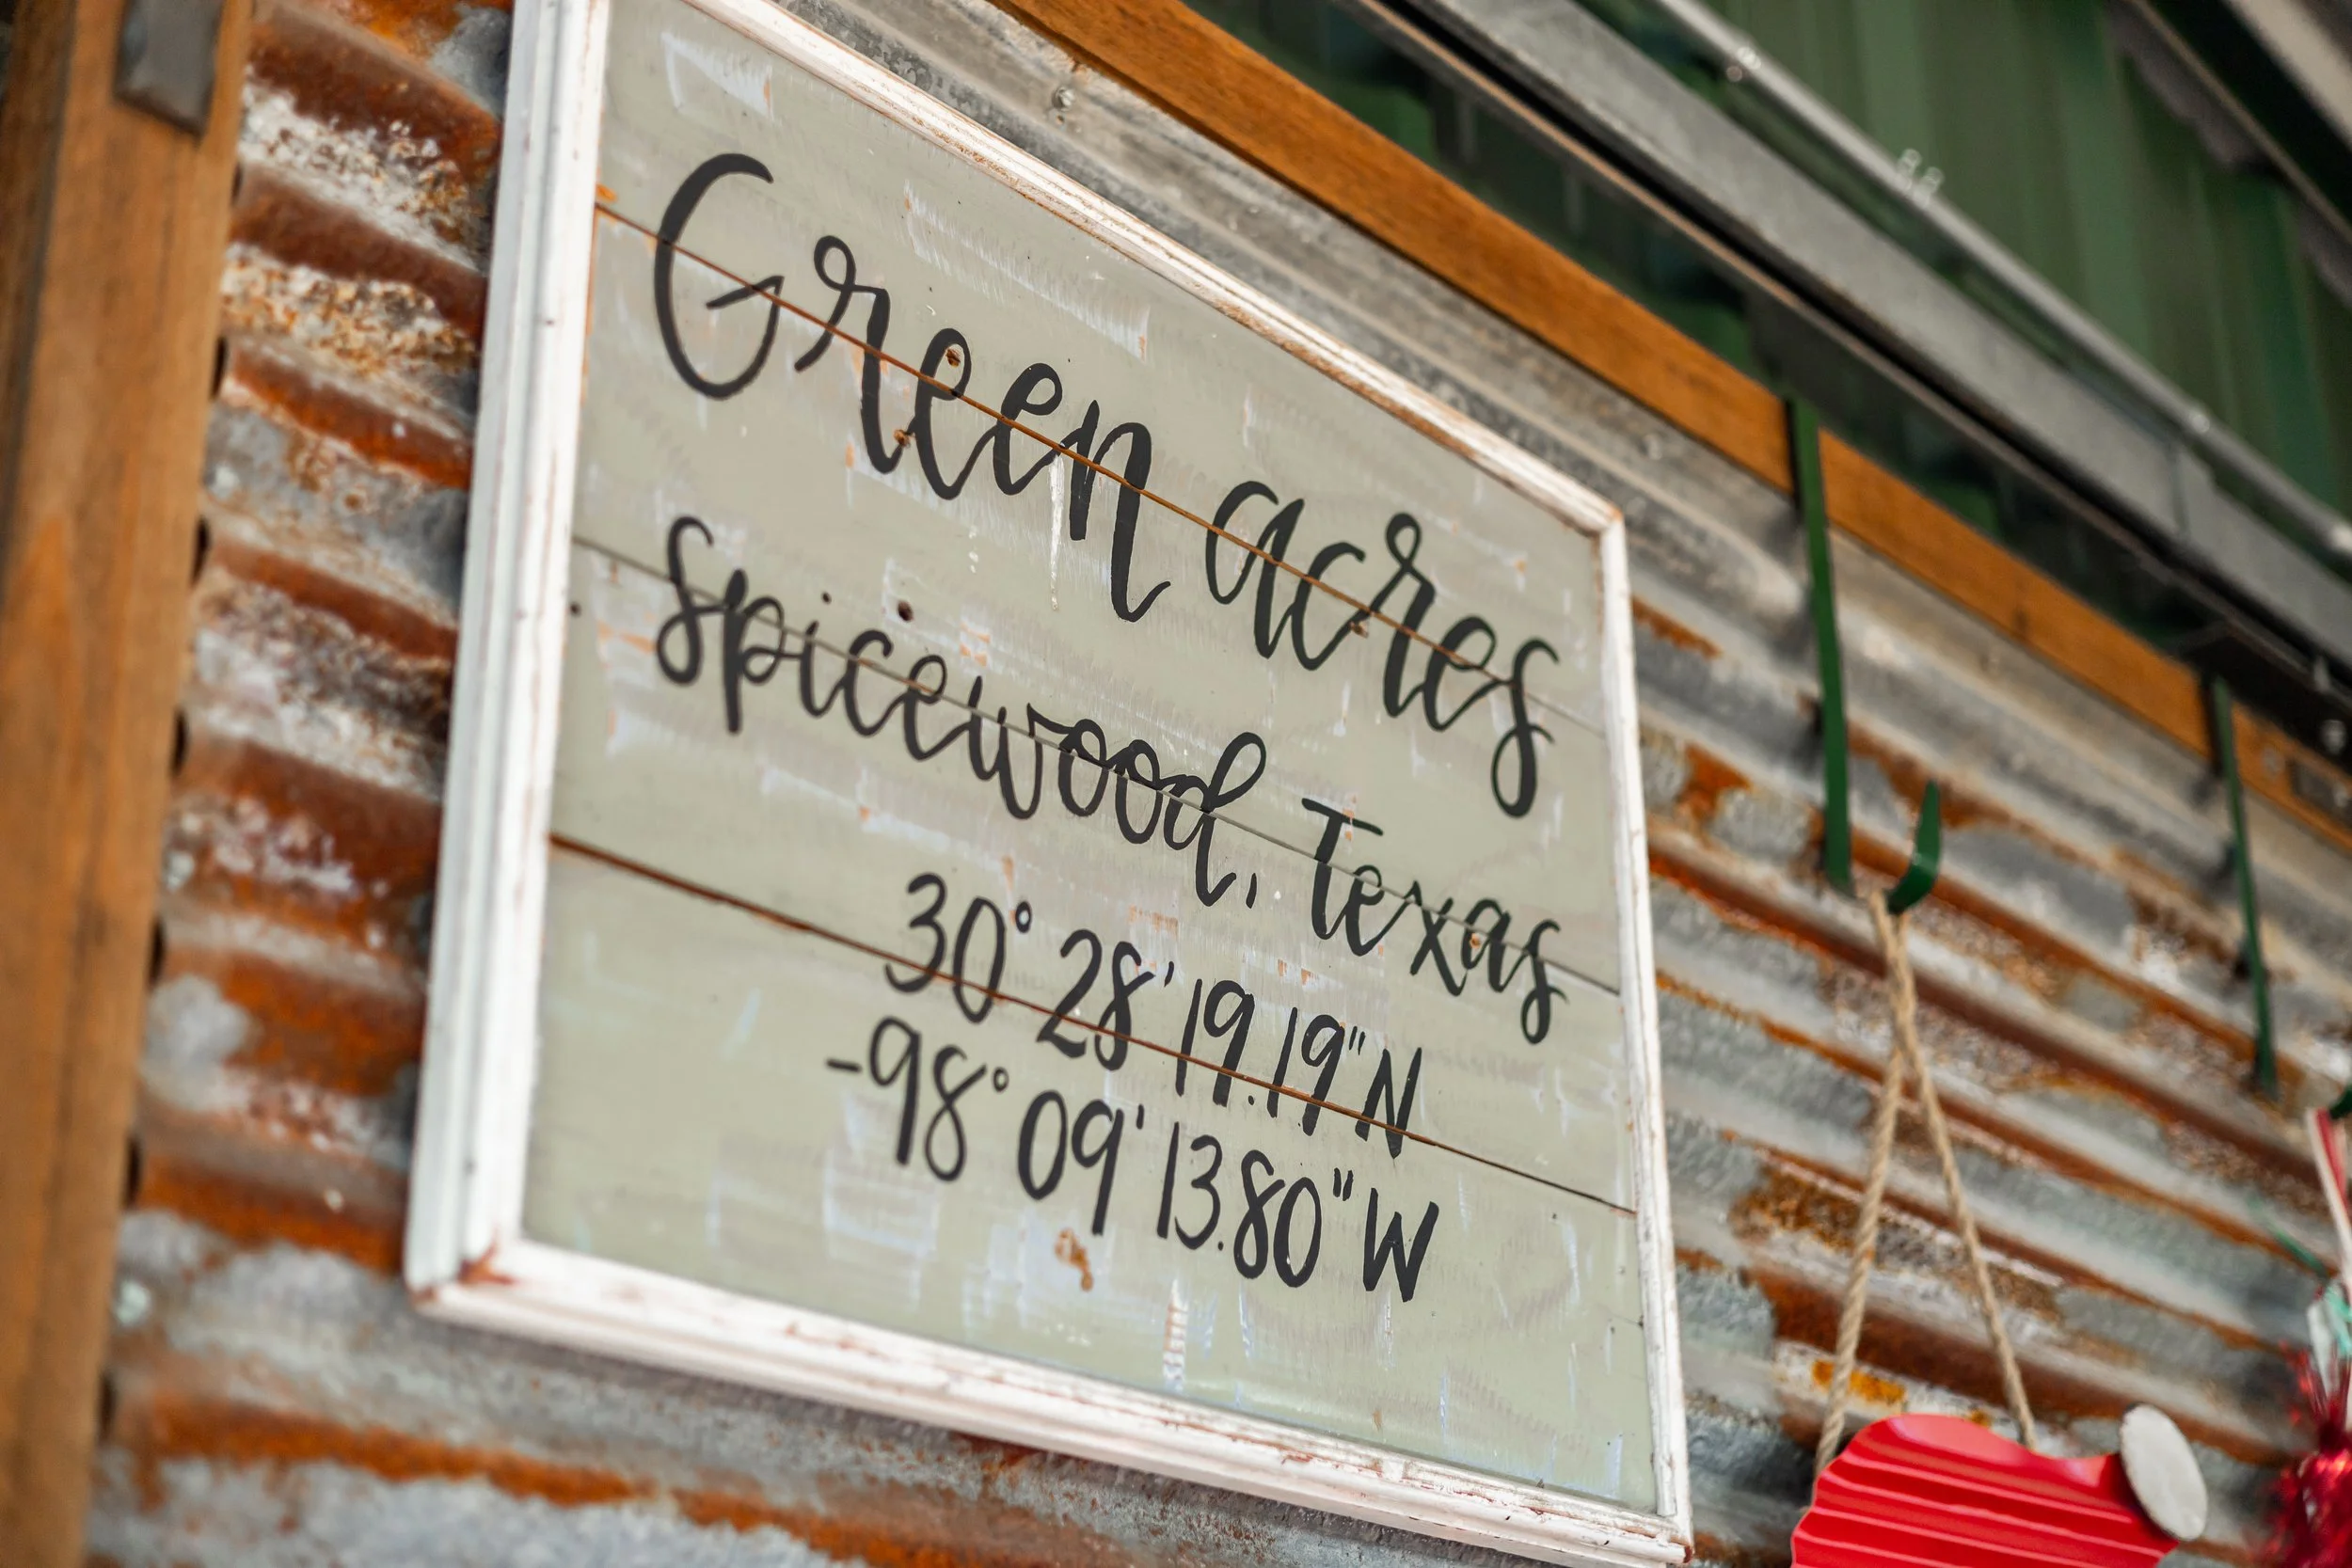 Green acres
Spicewood, Texas
30° 28' 19.19" N
-98° 09' 13.80" W